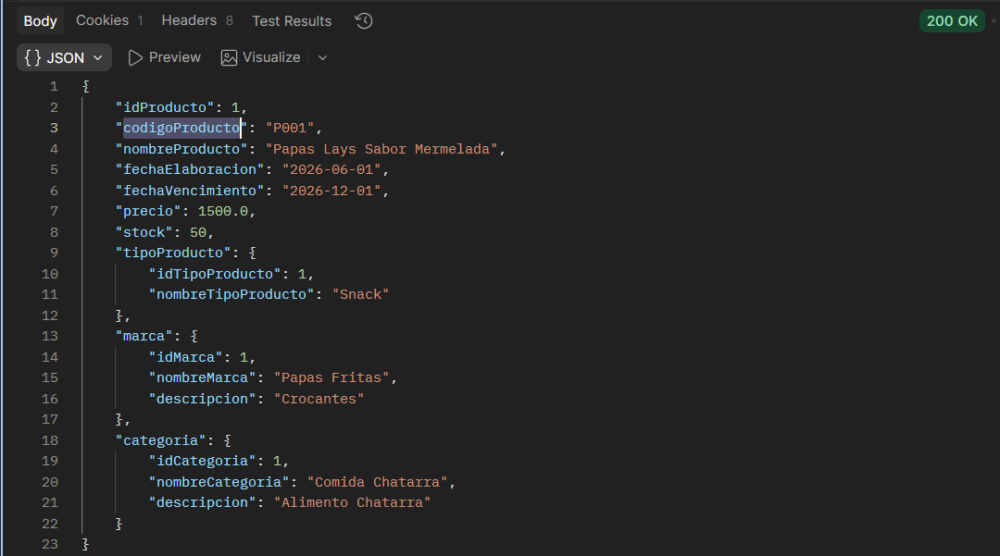 Body Cookies 1 Headers 8 Test Results 200 OK
{} JSON Preview Visualize
1 {
2 "idProducto": 1,
3 "codigoProducto": "P001",
4 "nombreProducto": "Papas Lays Sabor Mermelada",
5 "fechaElaboracion": "2026-06-01",
6 "fechaVencimiento": "2026-12-01",
7 "precio": 1500.0,
8 "stock": 50,
9 "tipoProducto": {
10 "idTipoProducto": 1,
11 "nombreTipoProducto": "Snack"
12 },
13 "marca": {
14 "idMarca": 1,
15 "nombreMarca": "Papas Fritas",
16 "descripcion": "Crocantes"
17 },
18 "categoria": {
19 "idCategoria": 1,
20 "nombreCategoria": "Comida Chatarra",
21 "descripcion": "Alimento Chatarra"
22 }
23 }